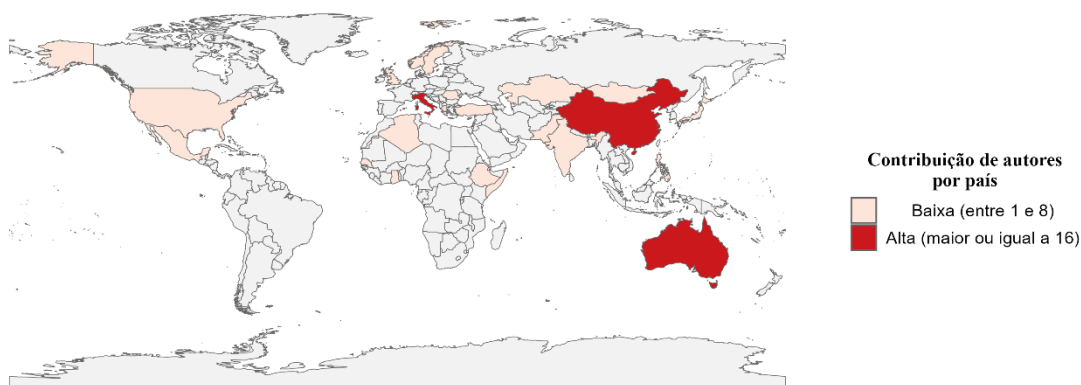 Contribuição de autores
por país
Baixa (entre 1 e 8)
Alta (maior ou igual a 16)